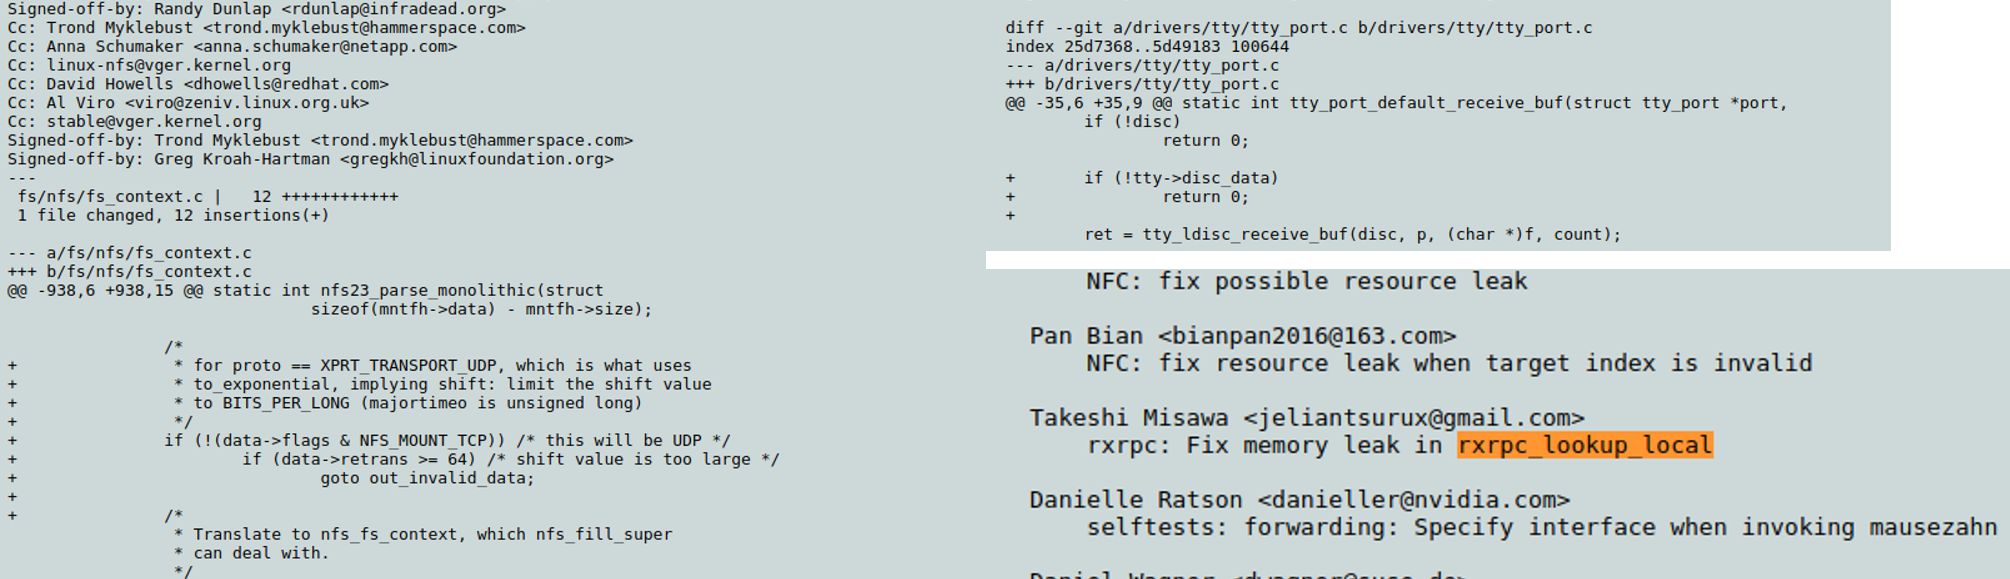 Signed-off-by: Randy Dunlap <rdunlap@infradead.org>
Cc: Trond Myklebust <trond.myklebust@hammerspace.com>
Cc: Anna Schumaker <anna.schumaker@netapp.com>
Cc: linux-nfs@vger.kernel.org
Cc: David Howells <dhowells@redhat.com>
Cc: Al Viro <viro@zeniv.linux.org.uk>
Cc: stable@vger.kernel.org
Signed-off-by: Trond Myklebust <trond.myklebust@hammerspace.com>
Signed-off-by: Greg Kroah-Hartman <gregkh@linuxfoundation.org>
---
 fs/nfs/fs_context.c |   12 ++++++++++++
 1 file changed, 12 insertions(+)

--- a/fs/nfs/fs_context.c
+++ b/fs/nfs/fs_context.c
@@ -938,6 +938,15 @@ static int nfs23_parse_monolithic(struct
                               sizeof(mntfh->data) - mntfh->size);

                /*
+                * for proto == XPRT_TRANSPORT_UDP, which is what uses
+                * to_exponential, implying shift: limit the shift value
+                * to BITS_PER_LONG (majortimeo is unsigned long)
+                */
+               if (!(data->flags & NFS_MOUNT_TCP)) /* this will be UDP */
+                       if (data->retrans >= 64) /* shift value is too large */
+                               goto out_invalid_data;
+
+               /*
                 * Translate to nfs_fs_context, which nfs_fill_super
                 * can deal with.
                 */
diff --git a/drivers/tty/tty_port.c b/drivers/tty/tty_port.c
index 25d7368..5d49183 100644
--- a/drivers/tty/tty_port.c
+++ b/drivers/tty/tty_port.c
@@ -35,6 +35,9 @@ static int tty_port_default_receive_buf(struct tty_port *port,
        if (!disc)
                return 0;

+       if (!tty->disc_data)
+               return 0;
+
        ret = tty_ldisc_receive_buf(disc, p, (char *)f, count);
    NFC: fix possible resource leak

Pan Bian <bianpan2016@163.com>
    NFC: fix resource leak when target index is invalid

Takeshi Misawa <jeliantsurux@gmail.com>
    rxrpc: Fix memory leak in rxrpc_lookup_local

Danielle Ratson <danieller@nvidia.com>
    selftests: forwarding: Specify interface when invoking mausezahn

Daniel Wagner <dwagner@suse.de>